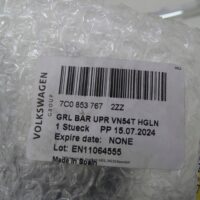 VOLKSWAGEN
GROUP
7C0 853 767 2ZZ
GRL BAR UPR VN54T HGLN
1 Stueck PP 15.07.2024
Expire date: NONE
Lot: EN11064555
Made in Spain